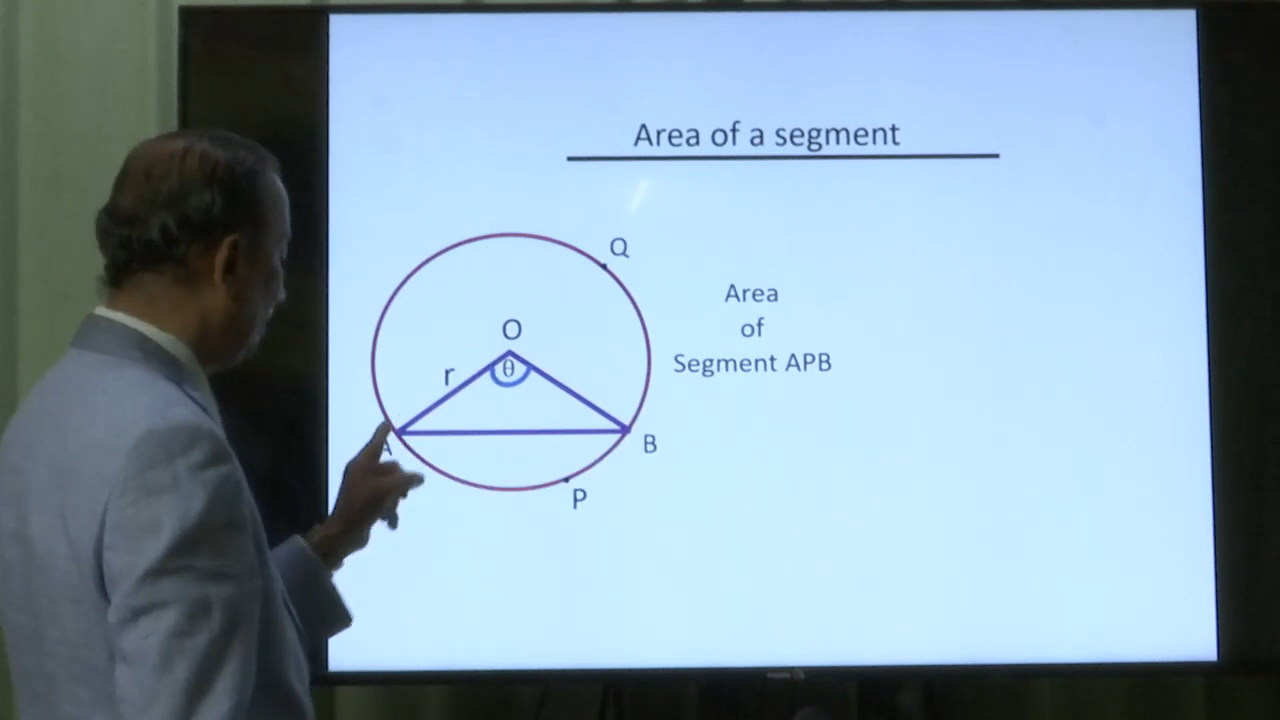 Area of a segment
Q
Area
of
Segment APB
O
θ
r
A
B
P